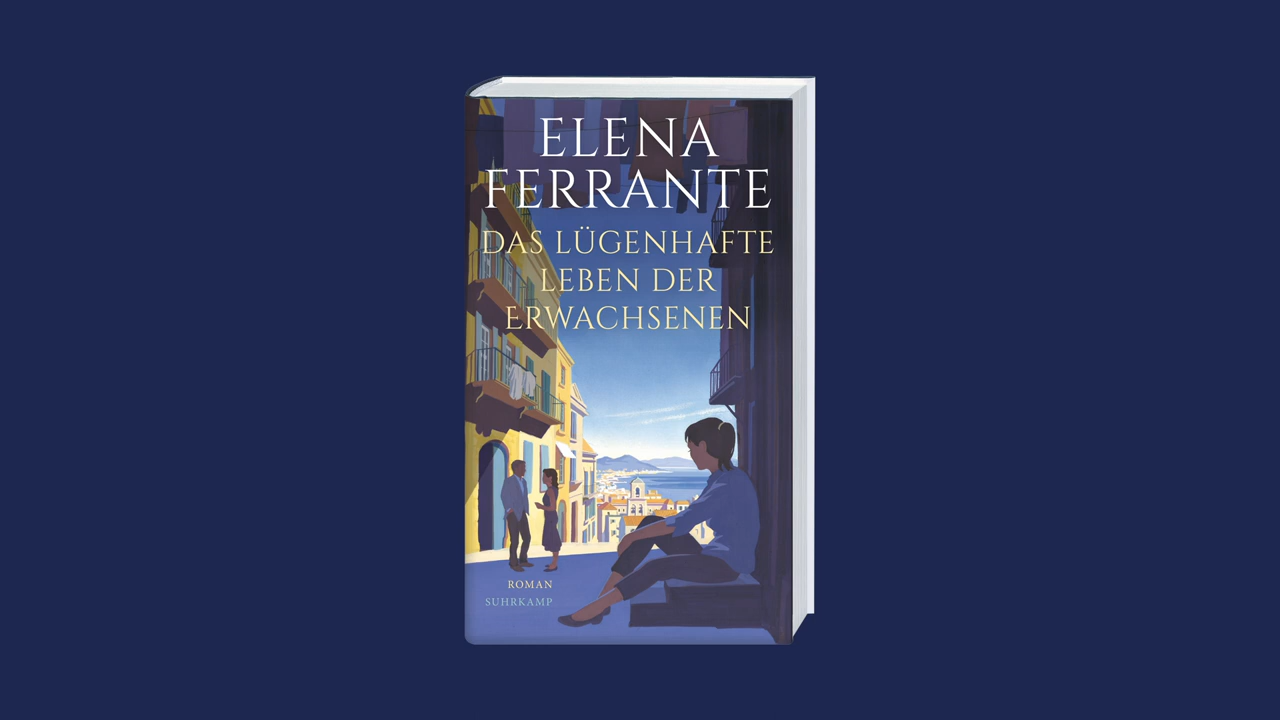 ELENA
FERRANTE
DAS LÜGENHAFTE
LEBEN DER
ERWACHSENEN
ROMAN
SUHRKAMP